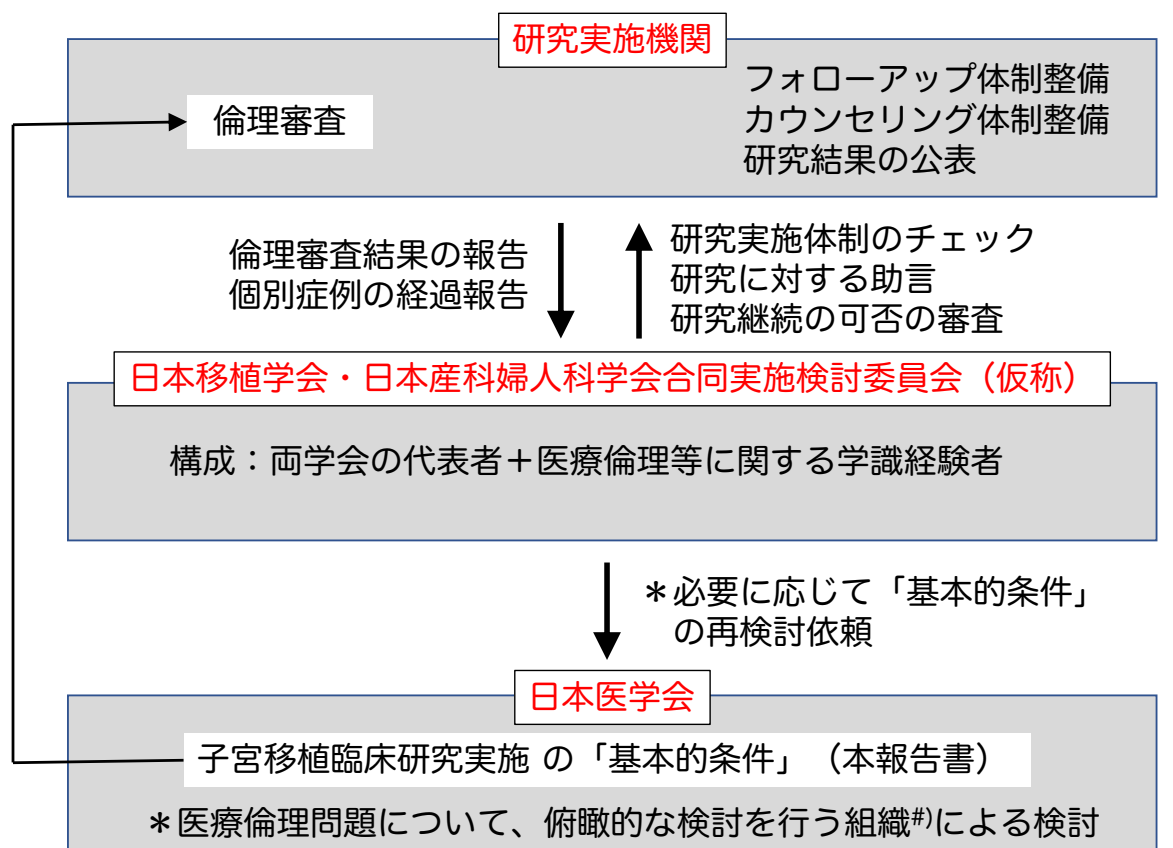 研究実施機関
倫理審査
フォローアップ体制整備
カウンセリング体制整備
研究結果の公表
倫理審査結果の報告
個別症例の経過報告
研究実施体制のチェック
研究に対する助言
研究継続の可否の審査
日本移植学会・日本産科婦人科学会合同実施検討委員会（仮称）
構成：両学会の代表者＋医療倫理等に関する学識経験者
＊必要に応じて「基本的条件」
の再検討依頼
日本医学会
子宮移植臨床研究実施 の「基本的条件」（本報告書）
＊医療倫理問題について、俯瞰的な検討を行う組織#)による検討